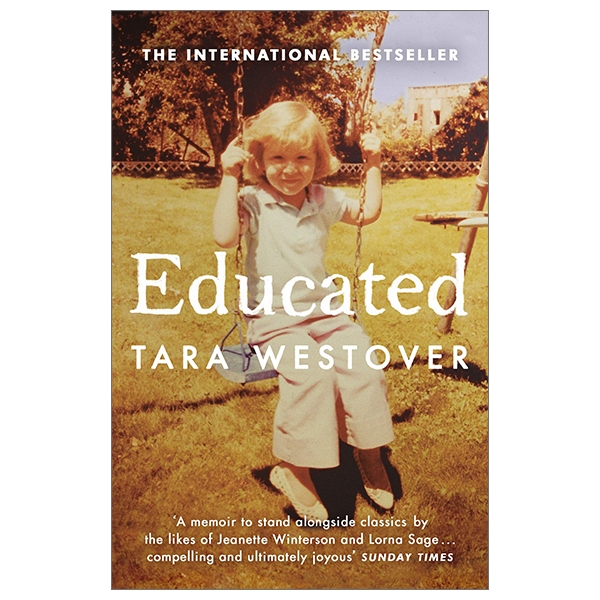 THE INTERNATIONAL BESTSELLER
Educated
TARA WESTOVER
‘A memoir to stand alongside classics by
the likes of Jeanette Winterson and Lorna Sage...
compelling and ultimately joyous’ SUNDAY TIMES